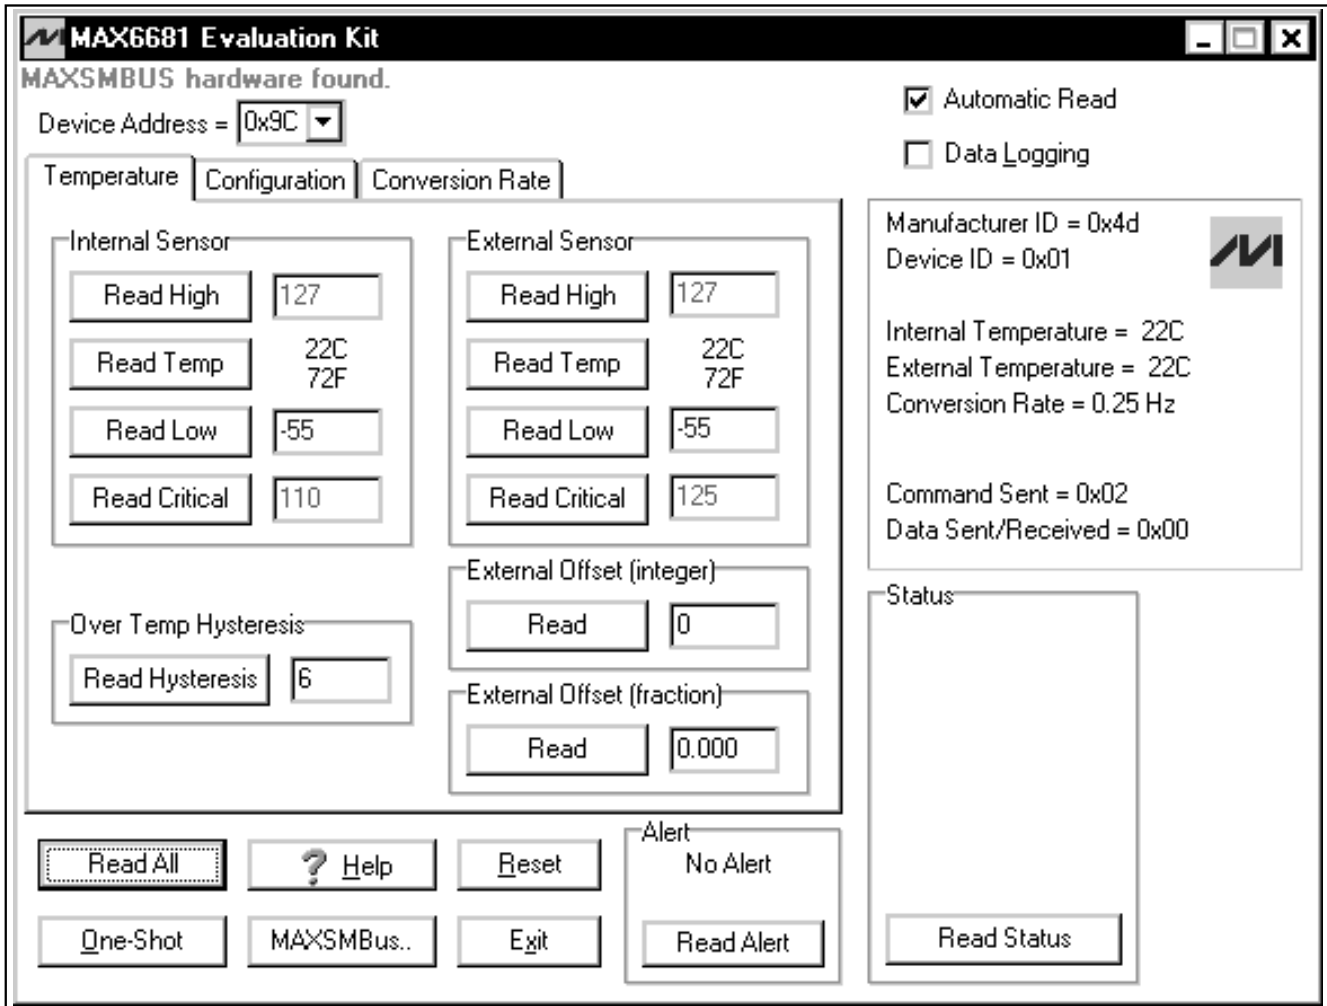 MAX6681 Evaluation Kit
MAXSMBUS hardware found.
Device Address = 0x9C
Automatic Read
Data Logging
Temperature
Configuration
Conversion Rate
Internal Sensor
Read High 127
Read Temp 22C
72F
Read Low -55
Read Critical 110
External Sensor
Read High 127
Read Temp 22C
72F
Read Low -55
Read Critical 125
Over Temp Hysteresis
Read Hysteresis 6
External Offset (integer)
Read 0
External Offset (fraction)
Read 0.000
Manufacturer ID = 0x4d
Device ID = 0x01
Internal Temperature = 22C
External Temperature = 22C
Conversion Rate = 0.25 Hz
Command Sent = 0x02
Data Sent/Received = 0x00
Status
Read Status
Read All
? Help
Reset
One-Shot
MAXSMBus..
Exit
Alert
No Alert
Read Alert